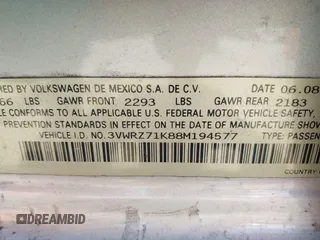 RED BY VOLKSWAGEN DE MEXICO S.A. DE C.V. DATE 06.08
66 LBS GAWR FRONT 2293 LBS GAWR REAR 2183
CONFORMS TO ALL APPLICABLE U.S. FEDERAL MOTOR VEHICLE SAFETY,
PREVENTION STANDARDS IN EFFECT ON THE DATE OF MANUFACTURE SHOWN
VEHICLE I.D. NO. 3VWRZ71K88M194577 TYPE: PASSEN
COUNTRY
DREAMBID